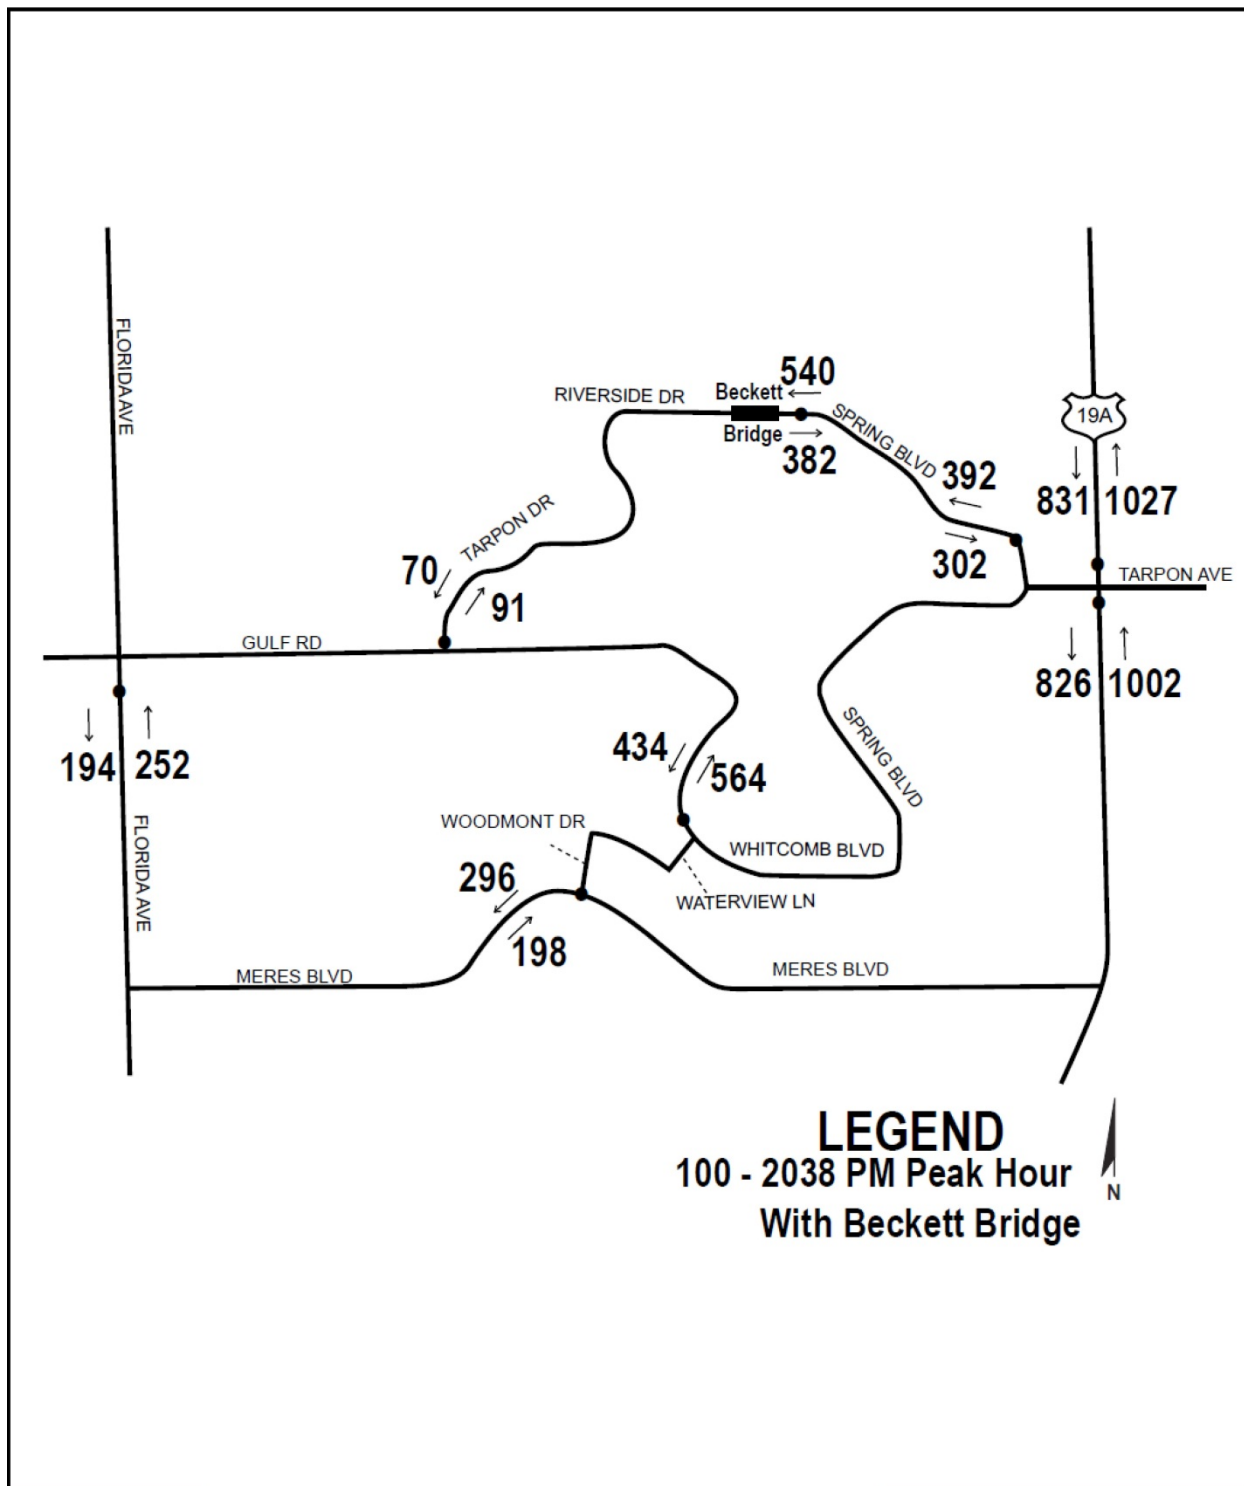 FLORIDA AVE
540
RIVERSIDE DR
Beckett
Bridge
382
SPRING BLVD
19A
392
831
1027
302
TARPON DR
70
91
TARPON AVE
GULF RD
826
1002
194
252
434
564
SPRING BLVD
WOODMONT DR
WHITCOMB BLVD
FLORIDA AVE
296
WATERVIEW LN
198
MERES BLVD
MERES BLVD
LEGEND
100 - 2038 PM Peak Hour
With Beckett Bridge
N